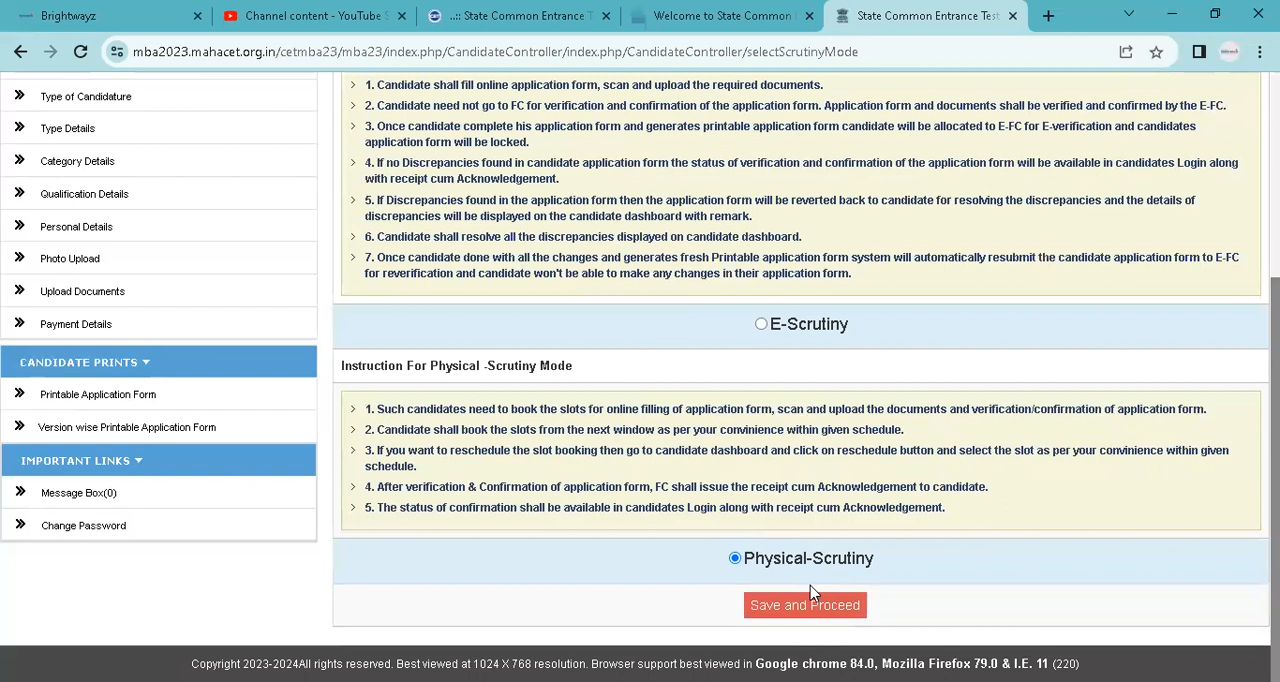 Brightwayz
Channel content - YouTube S
..:: State Common Entrance T
Welcome to State Common
State Common Entrance Test
mba2023.mahacet.org.in/cetmba23/mba23/index.php/CandidateController/index.php/CandidateController/selectScrutinyMode
Type of Candidature
Type Details
Category Details
Qualification Details
Personal Details
Photo Upload
Upload Documents
Payment Details
CANDIDATE PRINTS
Printable Application Form
Version wise Printable Application Form
IMPORTANT LINKS
Message Box(0)
Change Password
1. Candidate shall fill online application form, scan and upload the required documents.
2. Candidate need not go to FC for verification and confirmation of the application form. Application form and documents shall be verified and confirmed by the E-FC.
3. Once candidate complete his application form and generates printable application form candidate will be allocated to E-FC for E-verification and candidates
application form will be locked.
4. If no Discrepancies found in candidate application form the status of verification and confirmation of the application form will be available in candidates Login along
with receipt cum Acknowledgement.
5. If Discrepancies found in the application form then the application form will be reverted back to candidate for resolving the discrepancies and the details of
discrepancies will be displayed on the candidate dashboard with remark.
6. Candidate shall resolve all the discrepancies displayed on candidate dashboard.
7. Once candidate done with all the changes and generates fresh Printable application form system will automatically resubmit the candidate application form to E-FC
for reverification and candidate won't be able to make any changes in their application form.
E-Scrutiny
Instruction For Physical -Scrutiny Mode
1. Such candidates need to book the slots for online filling of application form, scan and upload the documents and verification/confirmation of application form.
2. Candidate shall book the slots from the next window as per your convinience within given schedule.
3. If you want to reschedule the slot booking then go to candidate dashboard and click on reschedule button and select the slot as per your convinience within given
schedule.
4. After verification & Confirmation of application form, FC shall issue the receipt cum Acknowledgement to candidate.
5. The status of confirmation shall be available in candidates Login along with receipt cum Acknowledgement.
Physical-Scrutiny
Save and Proceed
Copyright 2023-2024All rights reserved. Best viewed at 1024 X 768 resolution. Browser support best viewed in Google chrome 84.0, Mozilla Firefox 79.0 & I.E. 11 (220)